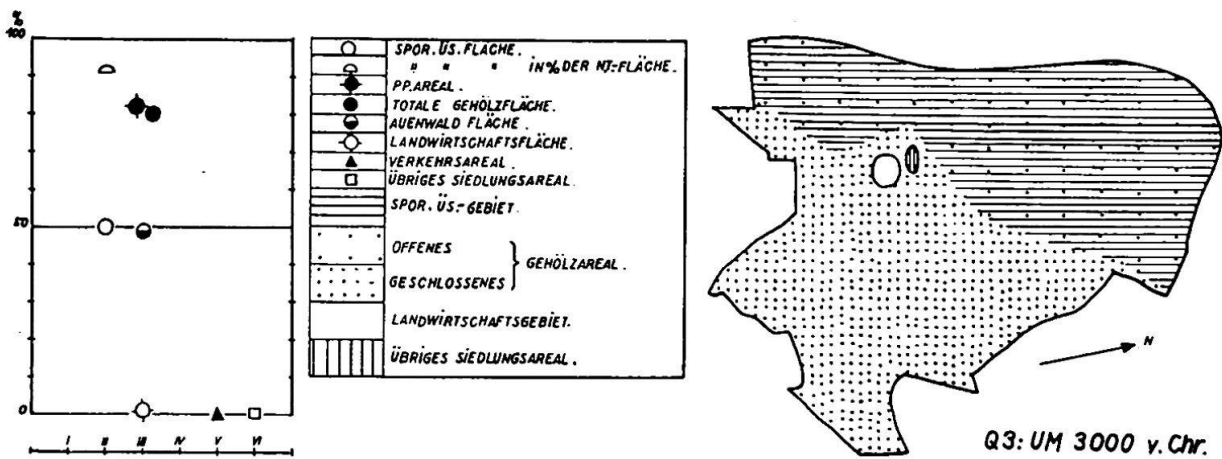 %
100
50
0
I II III IV V VI
SPOR. ÜS. FLÄCHE.
" " " IN % DER NT-FLÄCHE.
PP. AREAL.
TOTALE GEHÖLZFLÄCHE.
AUENWALD FLÄCHE.
LANDWIRTSCHAFTSFLÄCHE.
VERKEHRSAREAL.
ÜBRIGES SIEDLUNGSAREAL.
SPOR. ÜS.-GEBIET.
OFFENES
GESCHLOSSENES
GEHÖLZAREAL.
LANDWIRTSCHAFTSGEBIET.
ÜBRIGES SIEDLUNGSAREAL.
N
Q3: UM 3000 v. Chr.